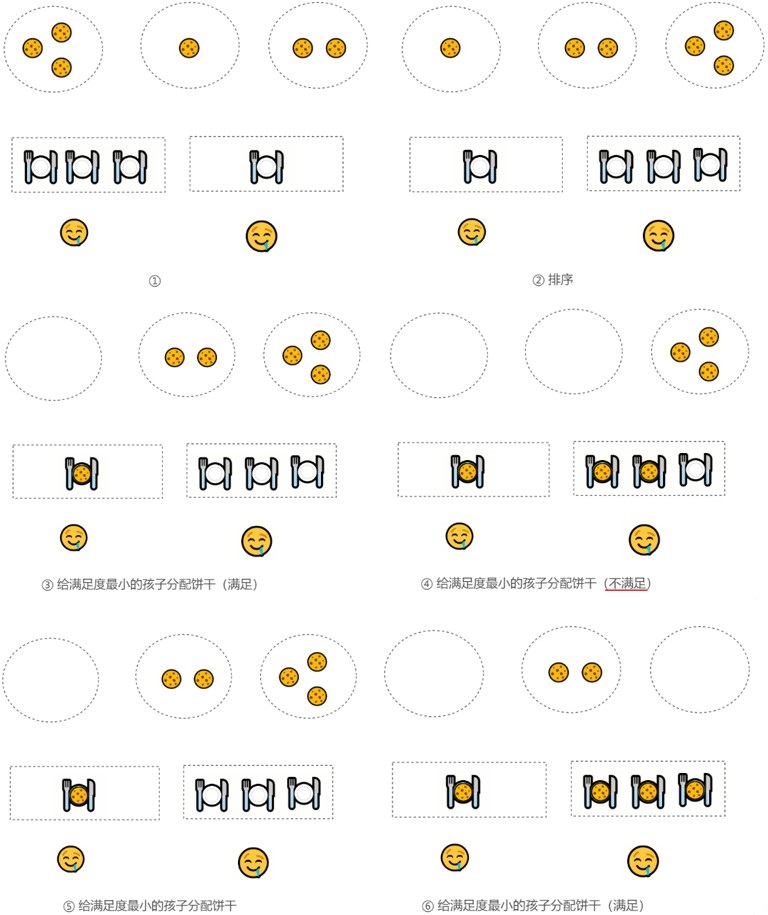 ①
② 排序
③ 给满足度最小的孩子分配饼干（满足）
④ 给满足度最小的孩子分配饼干（不满足）
⑤ 给满足度最小的孩子分配饼干
⑥ 给满足度最小的孩子分配饼干（满足）